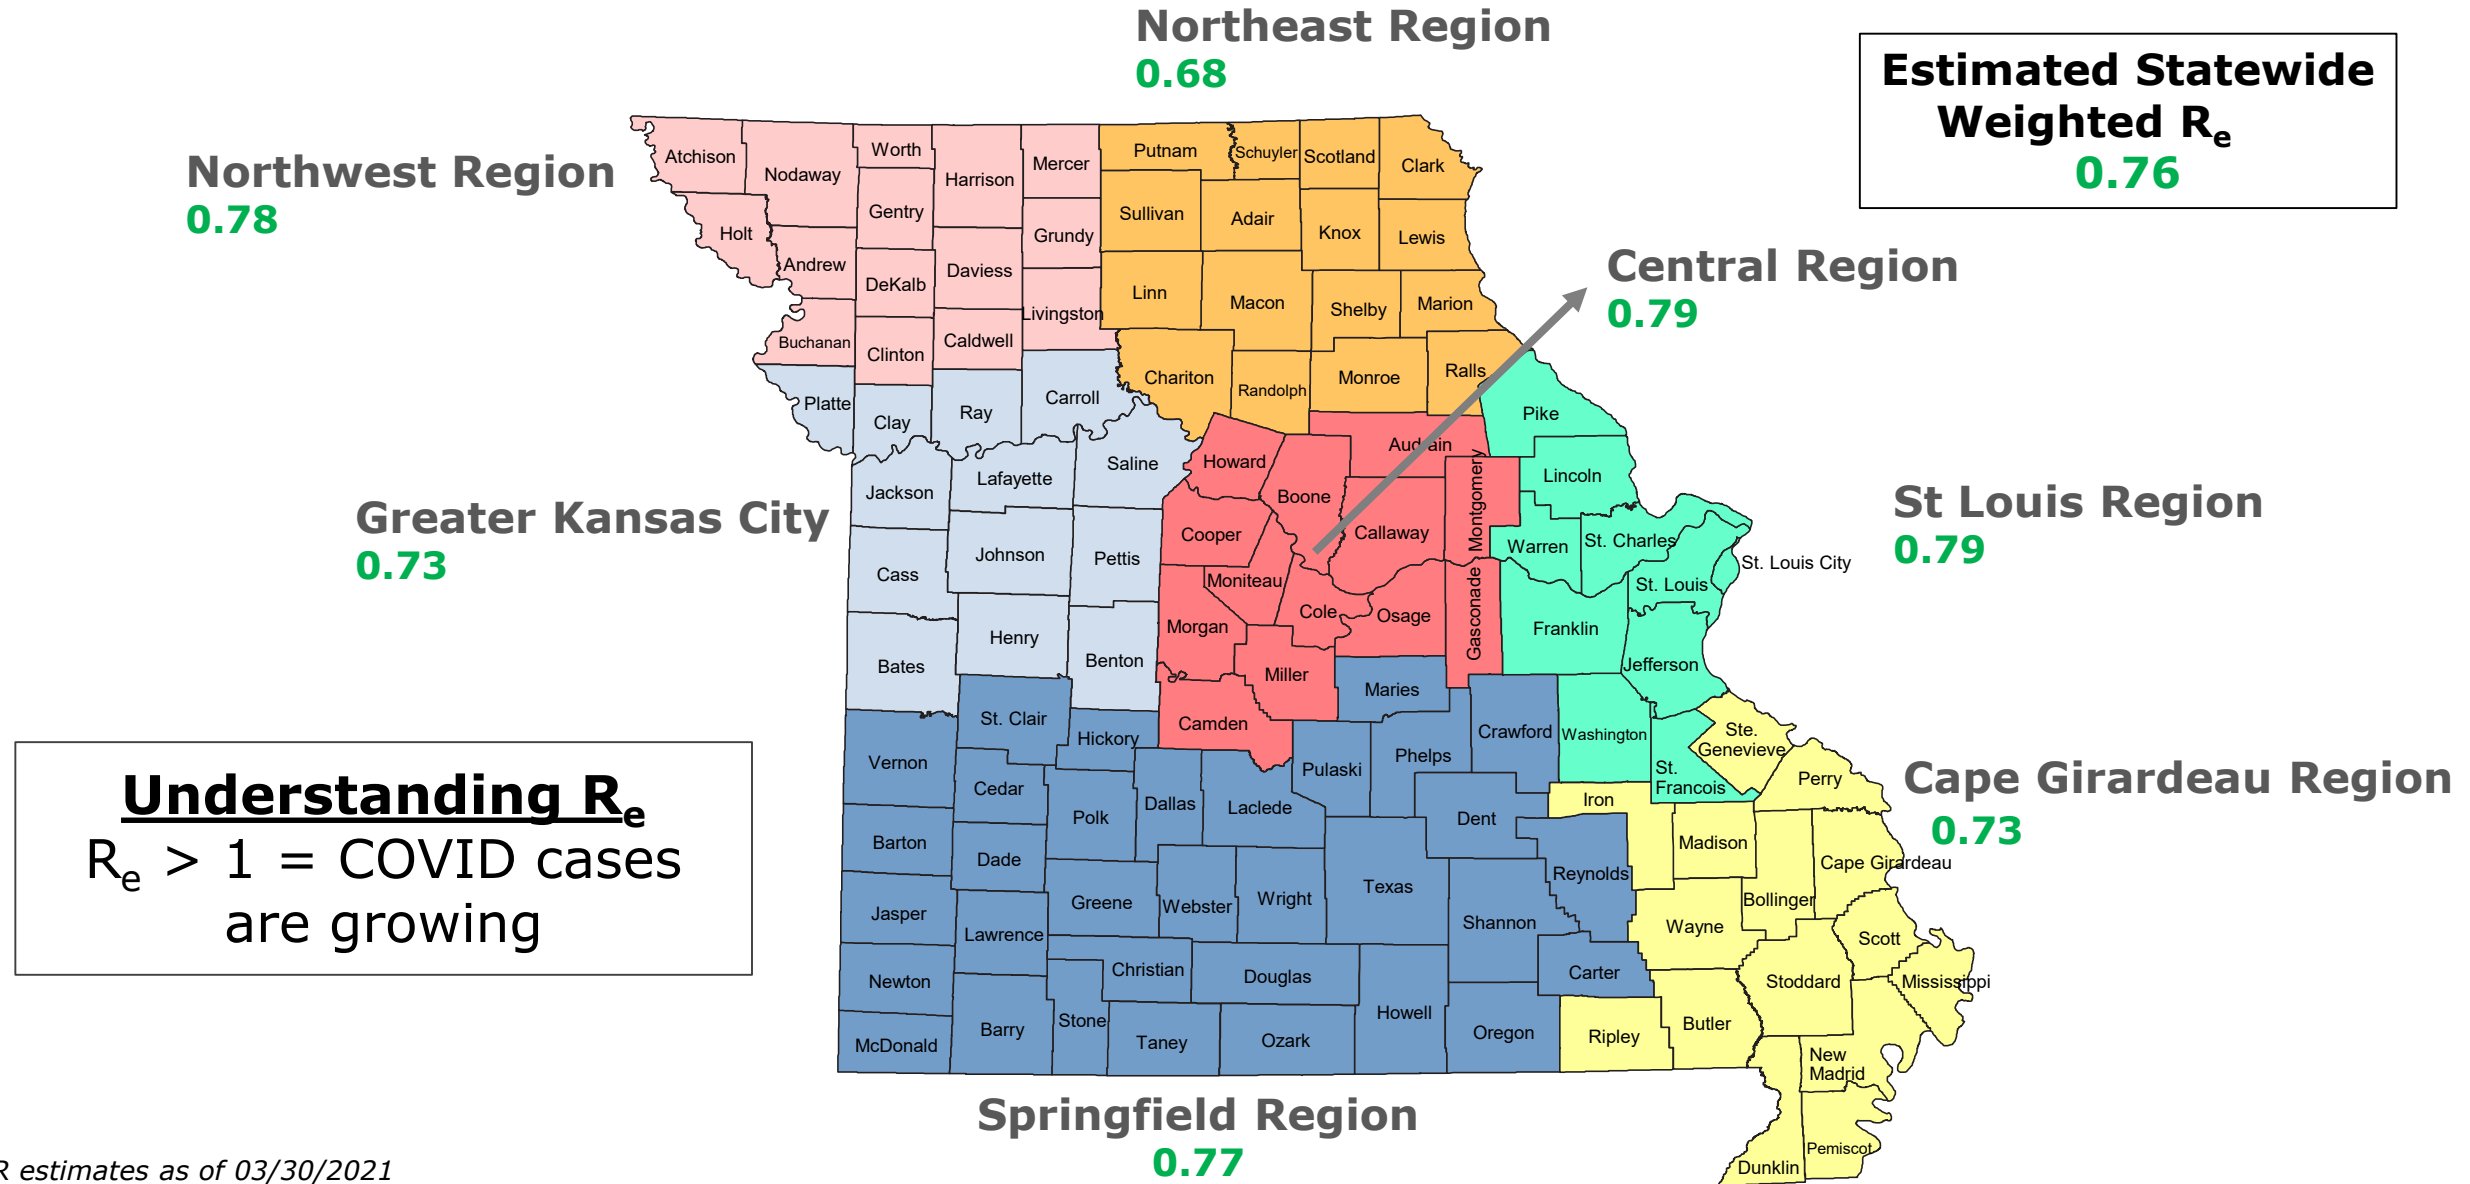 Northeast Region
0.68
Estimated Statewide
Weighted Re
0.76
Northwest Region
0.78
Central Region
0.79
Greater Kansas City
0.73
St Louis Region
0.79
Cape Girardeau Region
0.73
Springfield Region
0.77
Understanding Re
Re > 1 = COVID cases
are growing
R estimates as of 03/30/2021
Atchison
Nodaway
Worth
Harrison
Mercer
Gentry
Holt
Andrew
DeKalb
Daviess
Grundy
Livingston
Buchanan
Clinton
Caldwell
Putnam
Schuyler
Scotland
Clark
Sullivan
Adair
Knox
Lewis
Linn
Macon
Shelby
Marion
Chariton
Randolph
Monroe
Ralls
Platte
Clay
Ray
Carroll
Jackson
Lafayette
Saline
Cass
Johnson
Pettis
Bates
Henry
Benton
Howard
Boone
Audrain
Cooper
Callaway
Montgomery
Moniteau
Cole
Osage
Gasconade
Morgan
Miller
Camden
Pike
Lincoln
Warren
St. Charles
St. Louis City
St. Louis
Franklin
Jefferson
Washington
St.
Francois
St. Clair
Hickory
Maries
Crawford
Vernon
Cedar
Polk
Dallas
Laclede
Pulaski
Phelps
Dent
Barton
Dade
Greene
Webster
Wright
Texas
Reynolds
Shannon
Jasper
Lawrence
Christian
Douglas
Carter
Newton
Barry
Stone
Taney
Ozark
Howell
Oregon
McDonald
Ste.
Genevieve
Perry
Iron
Madison
Bollinger
Cape Girardeau
Wayne
Scott
Stoddard
Mississippi
Ripley
Butler
New
Madrid
Pemiscot
Dunklin